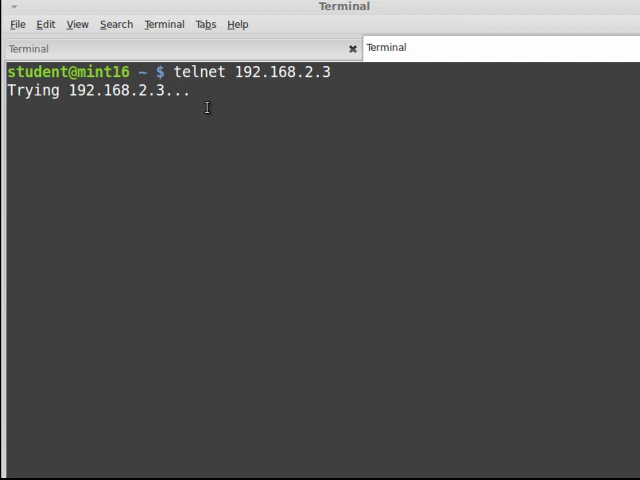 Terminal
File Edit View Search Terminal Tabs Help
Terminal ✖ Terminal
student@mint16 ~ $ telnet 192.168.2.3
Trying 192.168.2.3...